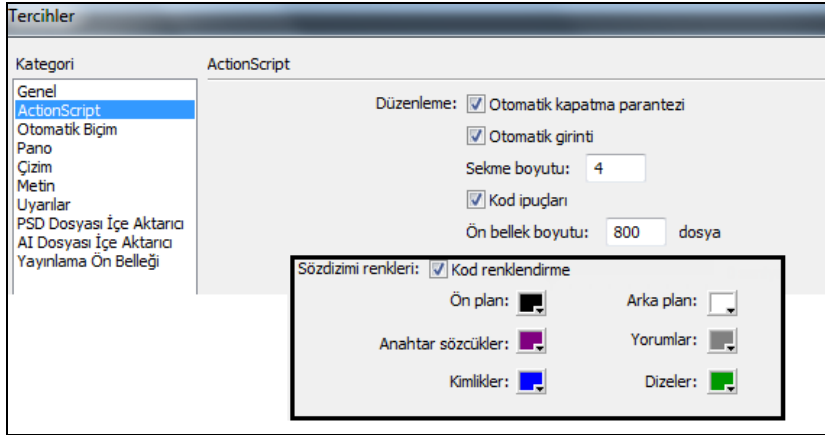 Tercihler
Kategori
ActionScript
Genel
ActionScript
Otomatik Biçim
Pano
Çizim
Metin
Uyarılar
PSD Dosyası İçe Aktarıcı
AI Dosyası İçe Aktarıcı
Yayınlama Ön Belleği
Düzenleme: Otomatik kapatma parantezi
Otomatik girinti
Sekme boyutu: 4
Kod ipuçları
Ön bellek boyutu: 800 dosya
Sözdizimi renkleri: Kod renklendirme
Ön plan: Arka plan:
Anahtar sözcükler: Yorumlar:
Kimlikler: Dizeler: